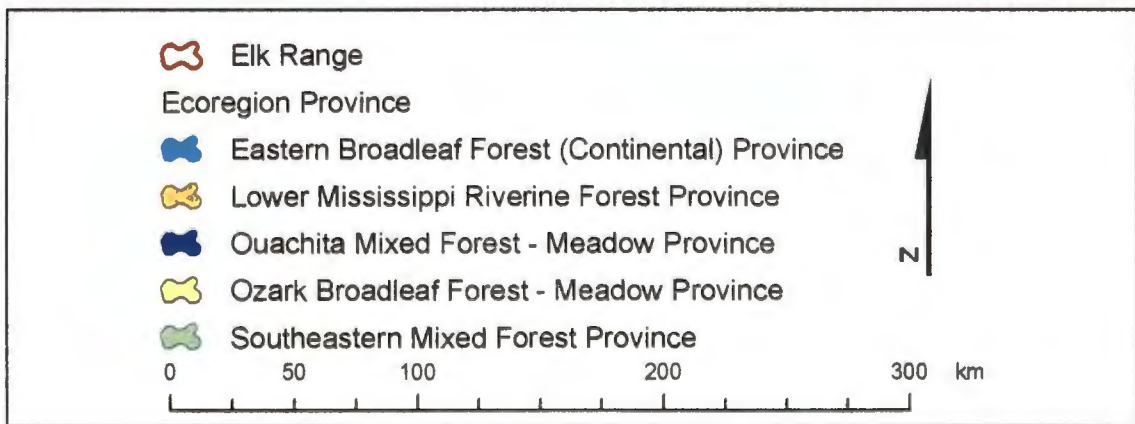 Elk Range
Ecoregion Province
Eastern Broadleaf Forest (Continental) Province
Lower Mississippi Riverine Forest Province
Ouachita Mixed Forest - Meadow Province
Ozark Broadleaf Forest - Meadow Province
Southeastern Mixed Forest Province
N
0 50 100 200 300 km